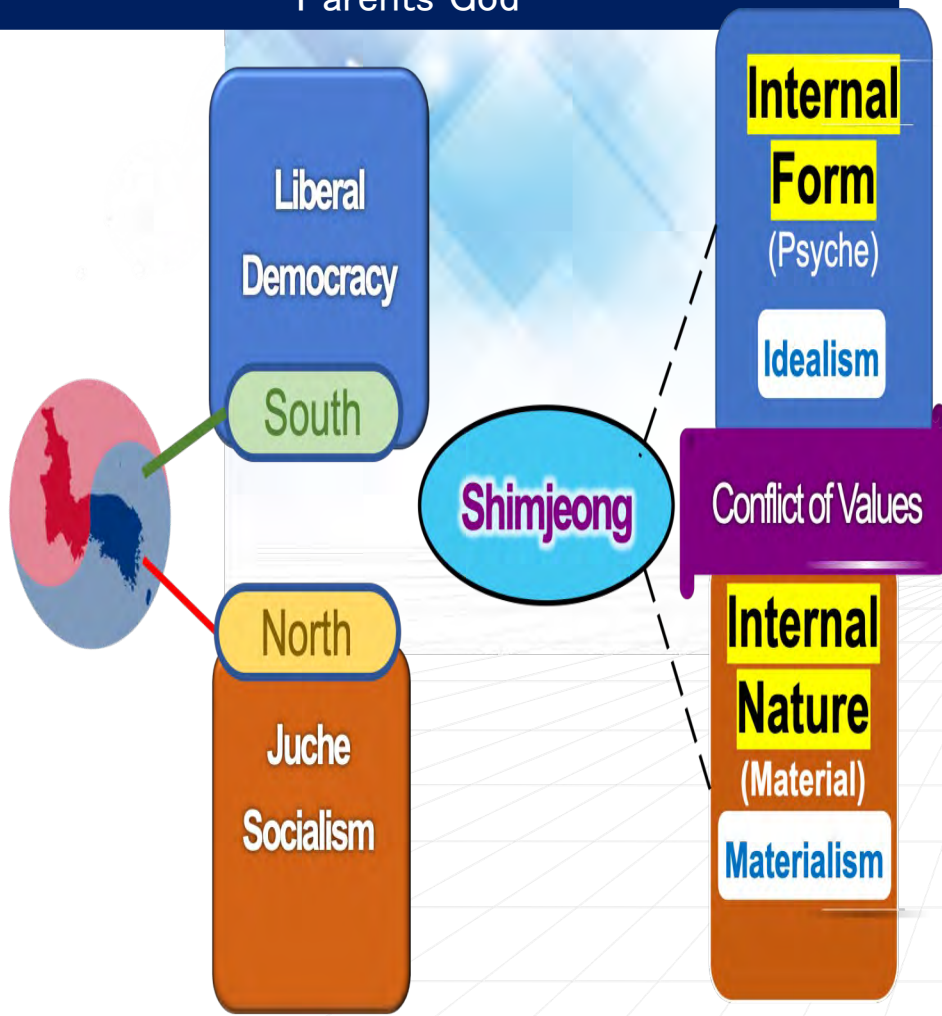 Parents God
Liberal
Democracy
South
North
Juche
Socialism
Shimjeong
Internal
Form
(Psyche)
Idealism
Conflict of Values
Internal
Nature
(Material)
Materialism